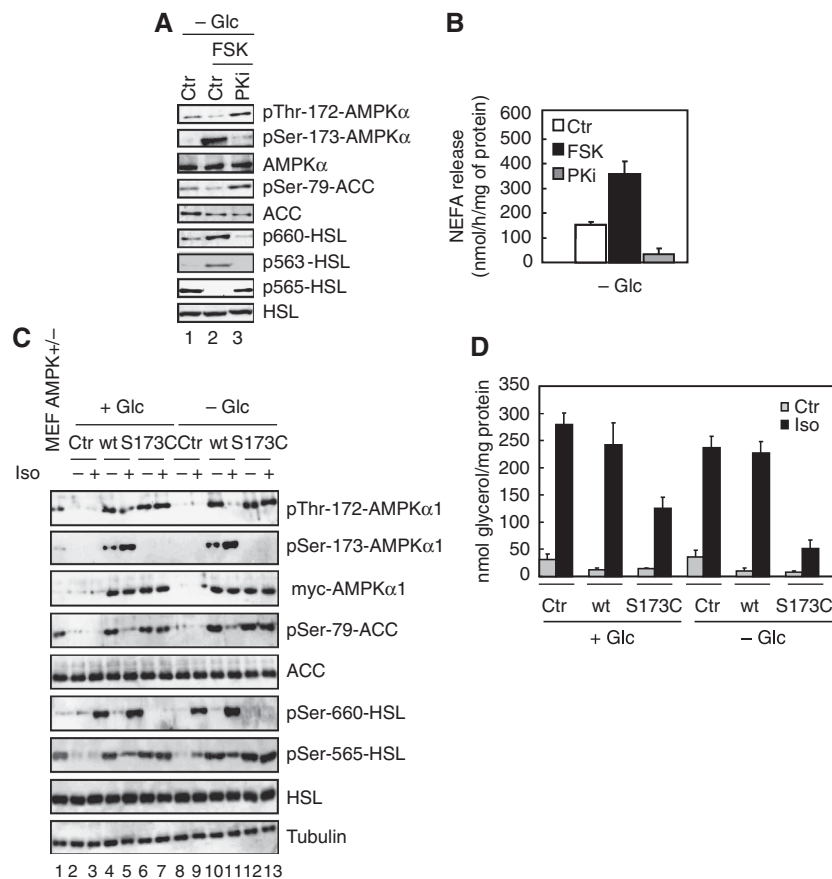 A
– Glc
FSK
Ctr
Ctr
PKi
pThr-172-AMPKα
pSer-173-AMPKα
AMPKα
pSer-79-ACC
ACC
p660-HSL
p563-HSL
p565-HSL
HSL
1 2 3
B
NEFA release
(nmol/h/mg of protein)
600
500
400
300
200
100
0
Ctr
FSK
PKi
– Glc
C
MEF AMPK+/–
+ Glc – Glc
Ctr wt S173C Ctr wt S173C
Iso – + – + – + – + – + – +
pThr-172-AMPKα1
pSer-173-AMPKα1
myc-AMPKα1
pSer-79-ACC
ACC
pSer-660-HSL
pSer-565-HSL
HSL
Tubulin
1 2 3 4 5 6 7 8 9 10 11 12 13
D
nmol glycerol/mg protein
350
300
250
200
150
100
50
0
Ctr
Iso
Ctr wt S173C Ctr wt S173C
+ Glc – Glc